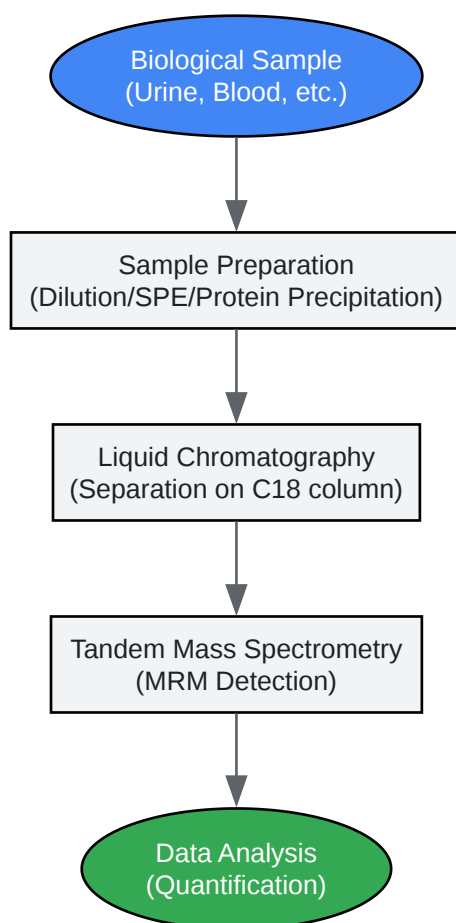 Biological Sample
(Urine, Blood, etc.)
Sample Preparation
(Dilution/SPE/Protein Precipitation)
Liquid Chromatography
(Separation on C18 column)
Tandem Mass Spectrometry
(MRM Detection)
Data Analysis
(Quantification)